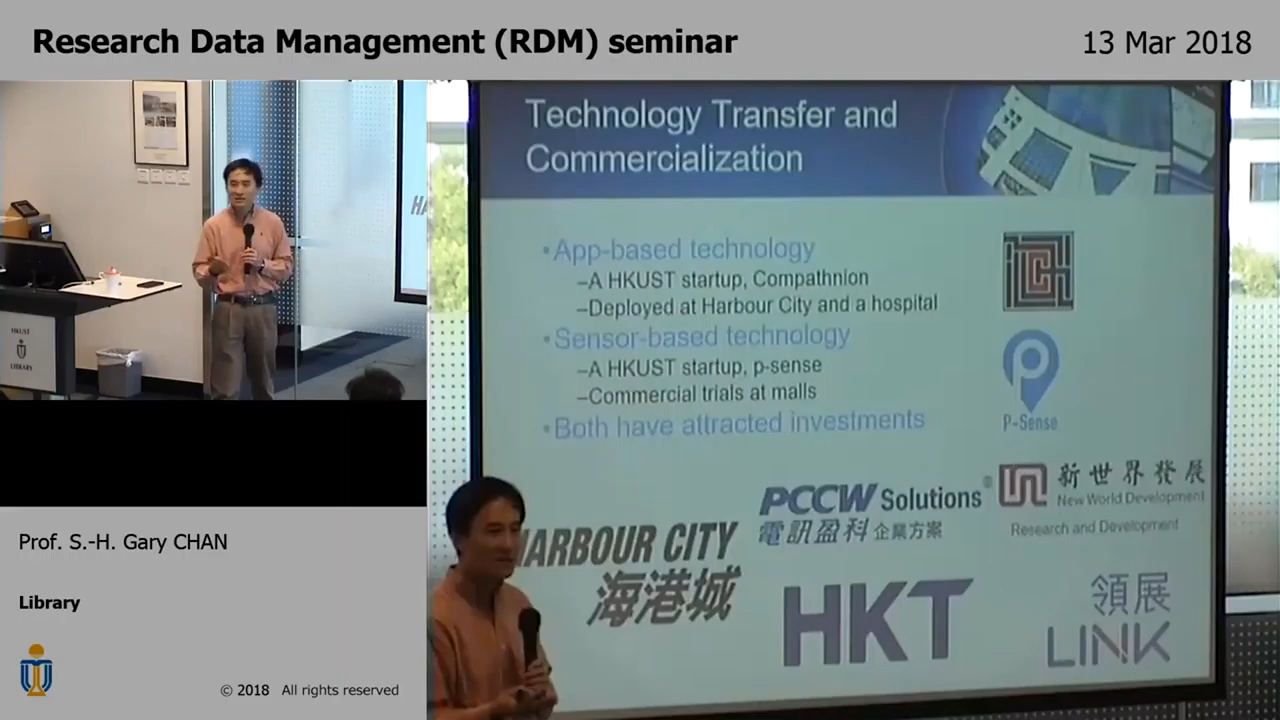 Research Data Management (RDM) seminar
13 Mar 2018
HKUST
LIBRARY
HA
Technology Transfer and
Commercialization
•App-based technology
–A HKUST startup, Compathnion
–Deployed at Harbour City and a hospital
•Sensor-based technology
–A HKUST startup, p-sense
–Commercial trials at malls
•Both have attracted investments
P-Sense
PCCW Solutions®
電訊盈科 企業方案
新世界發展
New World Development
Research and Development
ARBOUR CITY
海港城
HKT
領展
LINK
Prof. S.-H. Gary CHAN
Library
© 2018 All rights reserved